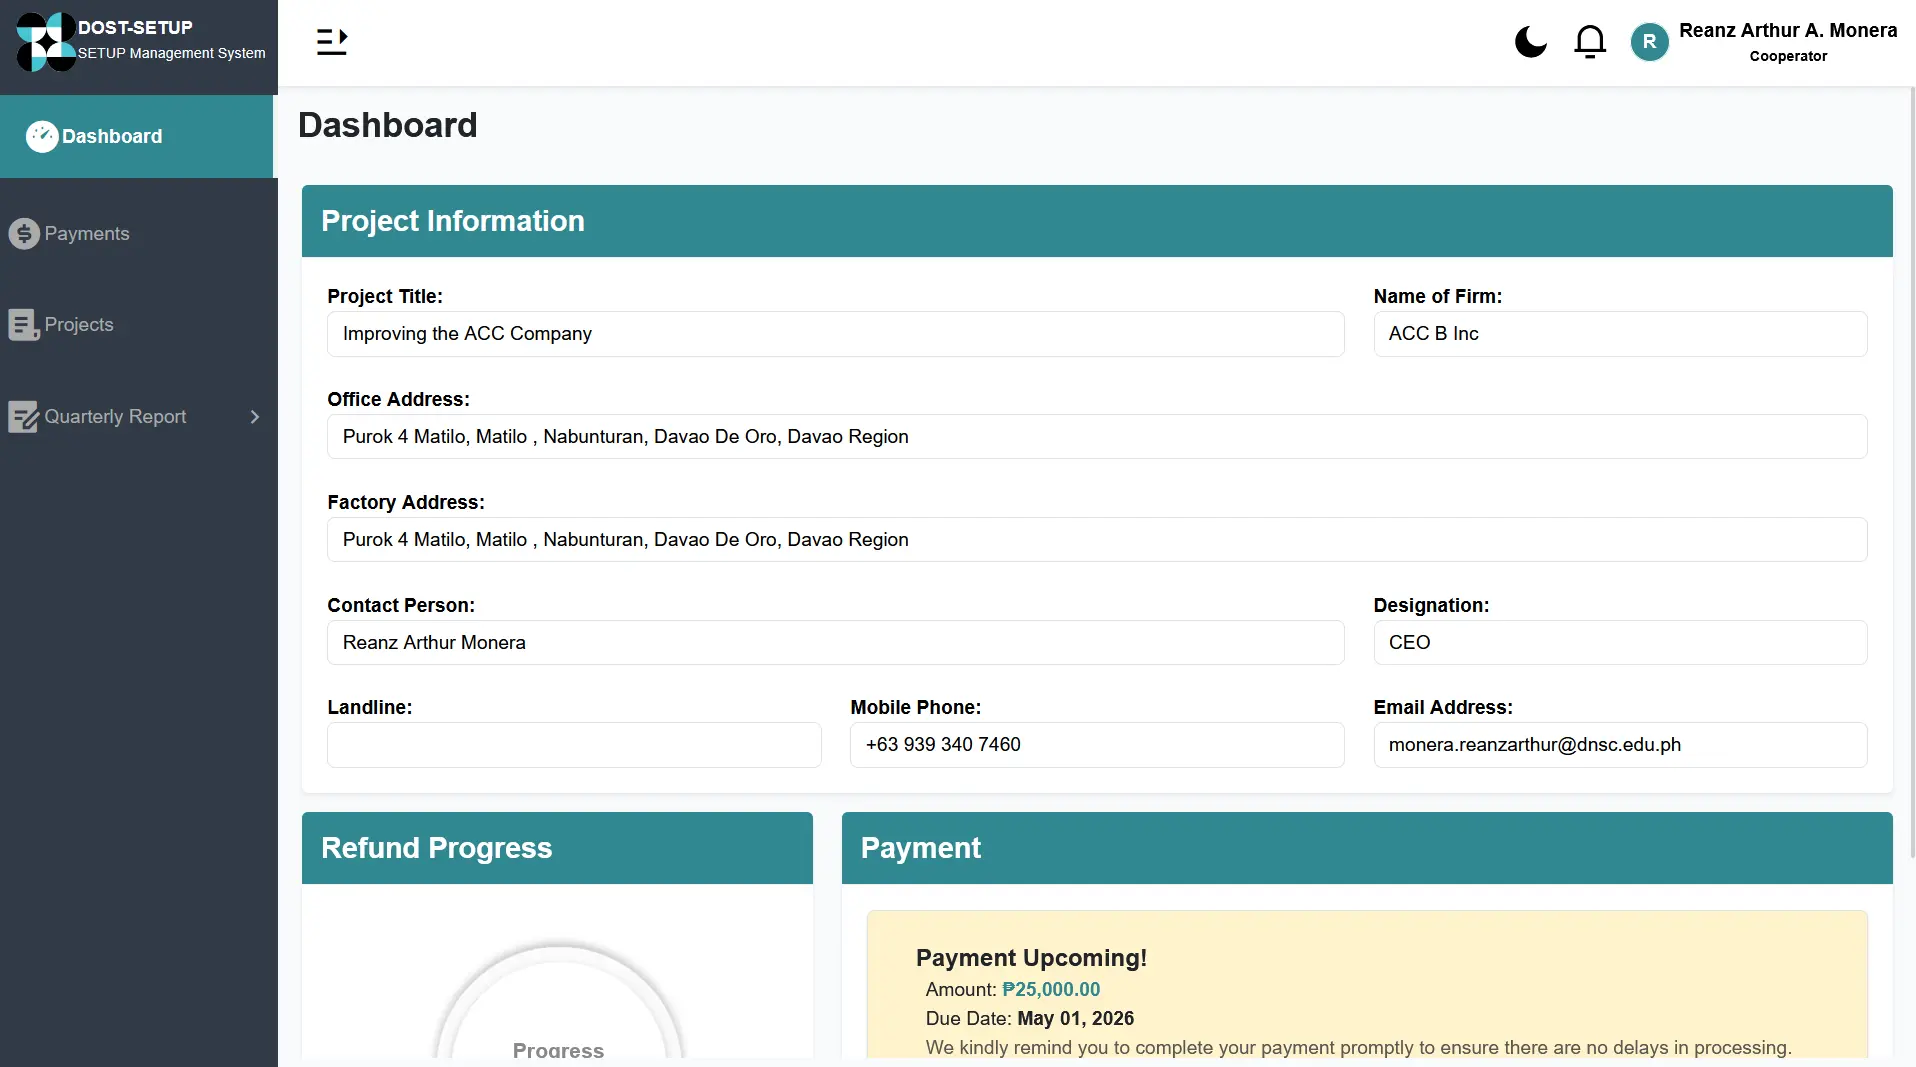 DOST-SETUP
SETUP Management System
R
Reanz Arthur A. Monera
Cooperator
Dashboard
Payments
Projects
Quarterly Report
Dashboard
Project Information
Project Title:
Improving the ACC Company
Name of Firm:
ACC B Inc
Office Address:
Purok 4 Matilo, Matilo , Nabunturan, Davao De Oro, Davao Region
Factory Address:
Purok 4 Matilo, Matilo , Nabunturan, Davao De Oro, Davao Region
Contact Person:
Reanz Arthur Monera
Designation:
CEO
Landline:
Mobile Phone:
+63 939 340 7460
Email Address:
monera.reanzarthur@dnsc.edu.ph
Refund Progress
Progress
Payment
Payment Upcoming!
Amount: ₱25,000.00
Due Date: May 01, 2026
We kindly remind you to complete your payment promptly to ensure there are no delays in processing.